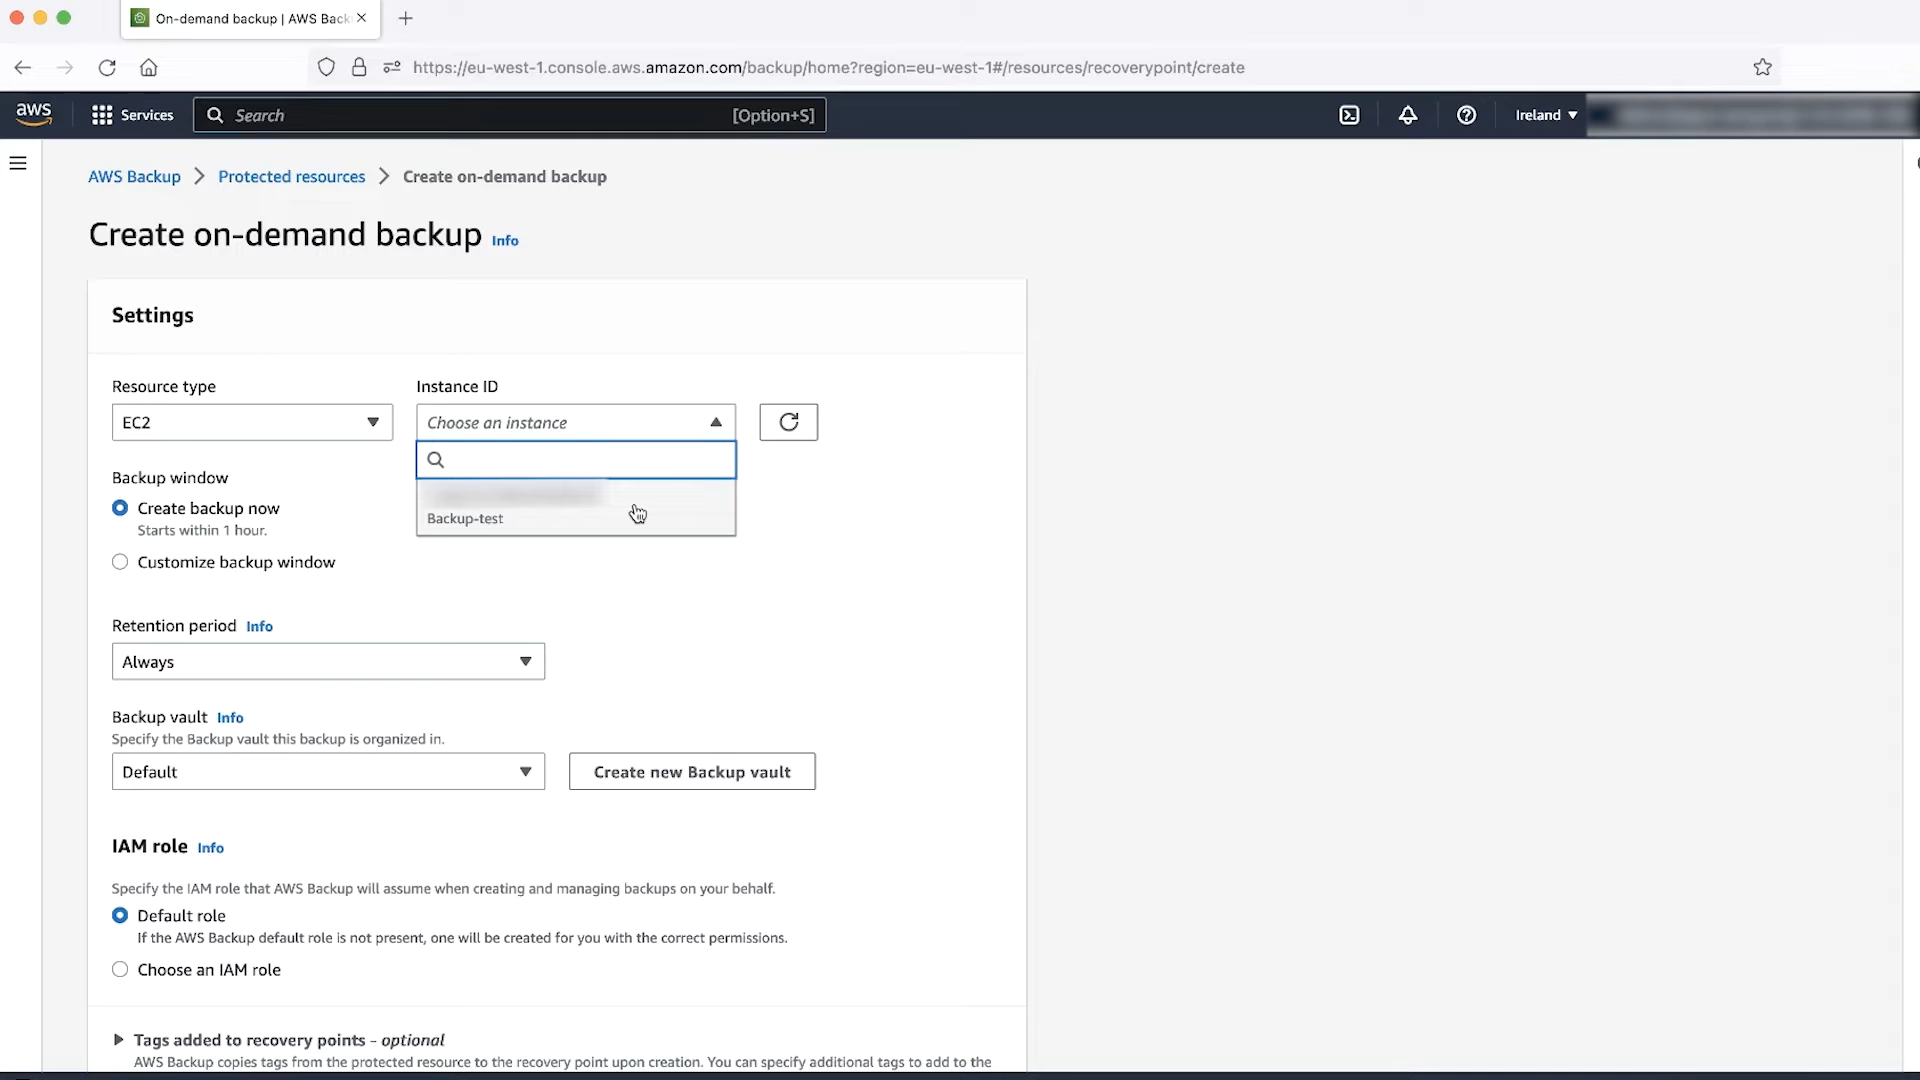 On-demand backup | AWS Back
https://eu-west-1.console.aws.amazon.com/backup/home?region=eu-west-1#/resources/recoverypoint/create
aws
Services
Search
[Option+S]
Ireland
AWS Backup
Protected resources
Create on-demand backup
Create on-demand backup Info
Settings
Resource type
Instance ID
EC2
Choose an instance
Backup-test
Backup window
Create backup now
Starts within 1 hour.
Customize backup window
Retention period Info
Always
Backup vault Info
Specify the Backup vault this backup is organized in.
Default
Create new Backup vault
IAM role Info
Specify the IAM role that AWS Backup will assume when creating and managing backups on your behalf.
Default role
If the AWS Backup default role is not present, one will be created for you with the correct permissions.
Choose an IAM role
Tags added to recovery points - optional
AWS Backup copies tags from the protected resource to the recovery point upon creation. You can specify additional tags to add to the